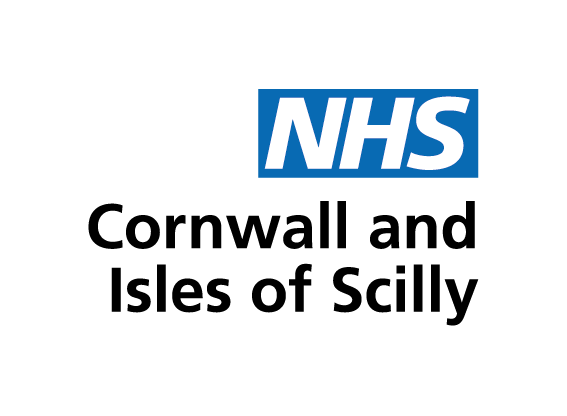 NHS
Cornwall and
Isles of Scilly